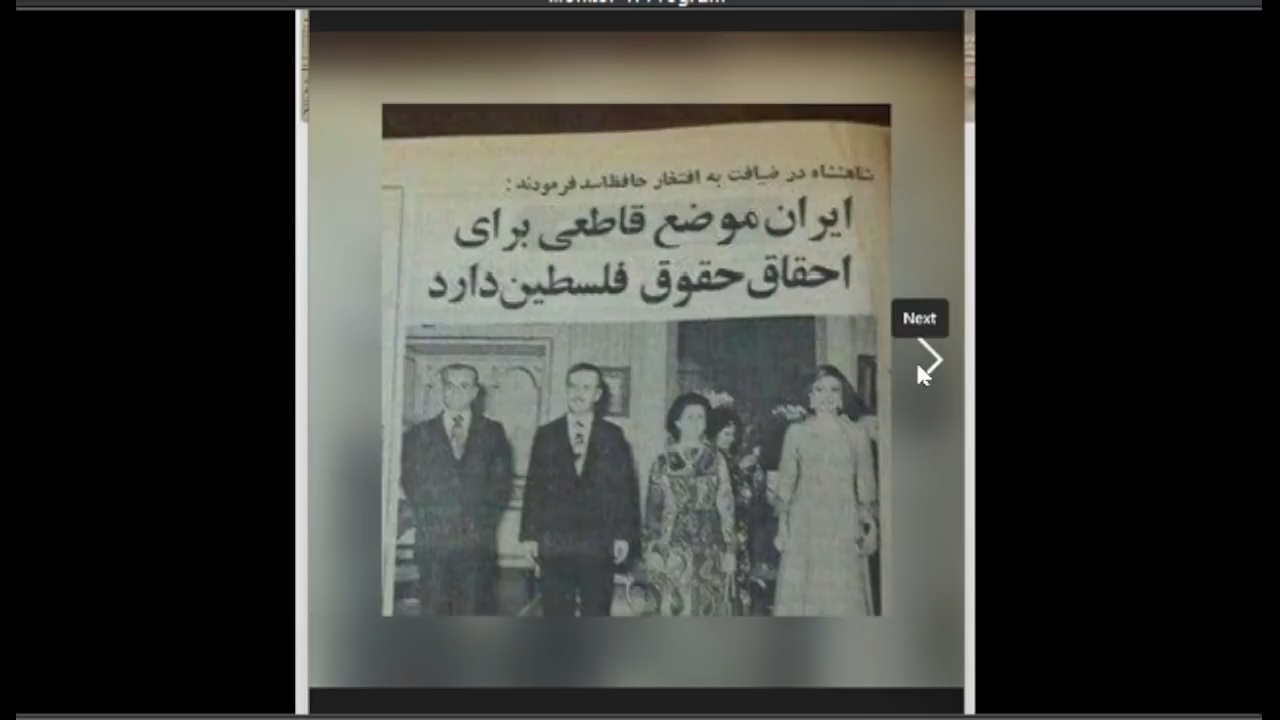 شاهنشاه در ضیافت به افتخار حافظ‌اسد فرمودند :
ایران موضع قاطعی برای
احقاق حقوق فلسطین دارد
Next